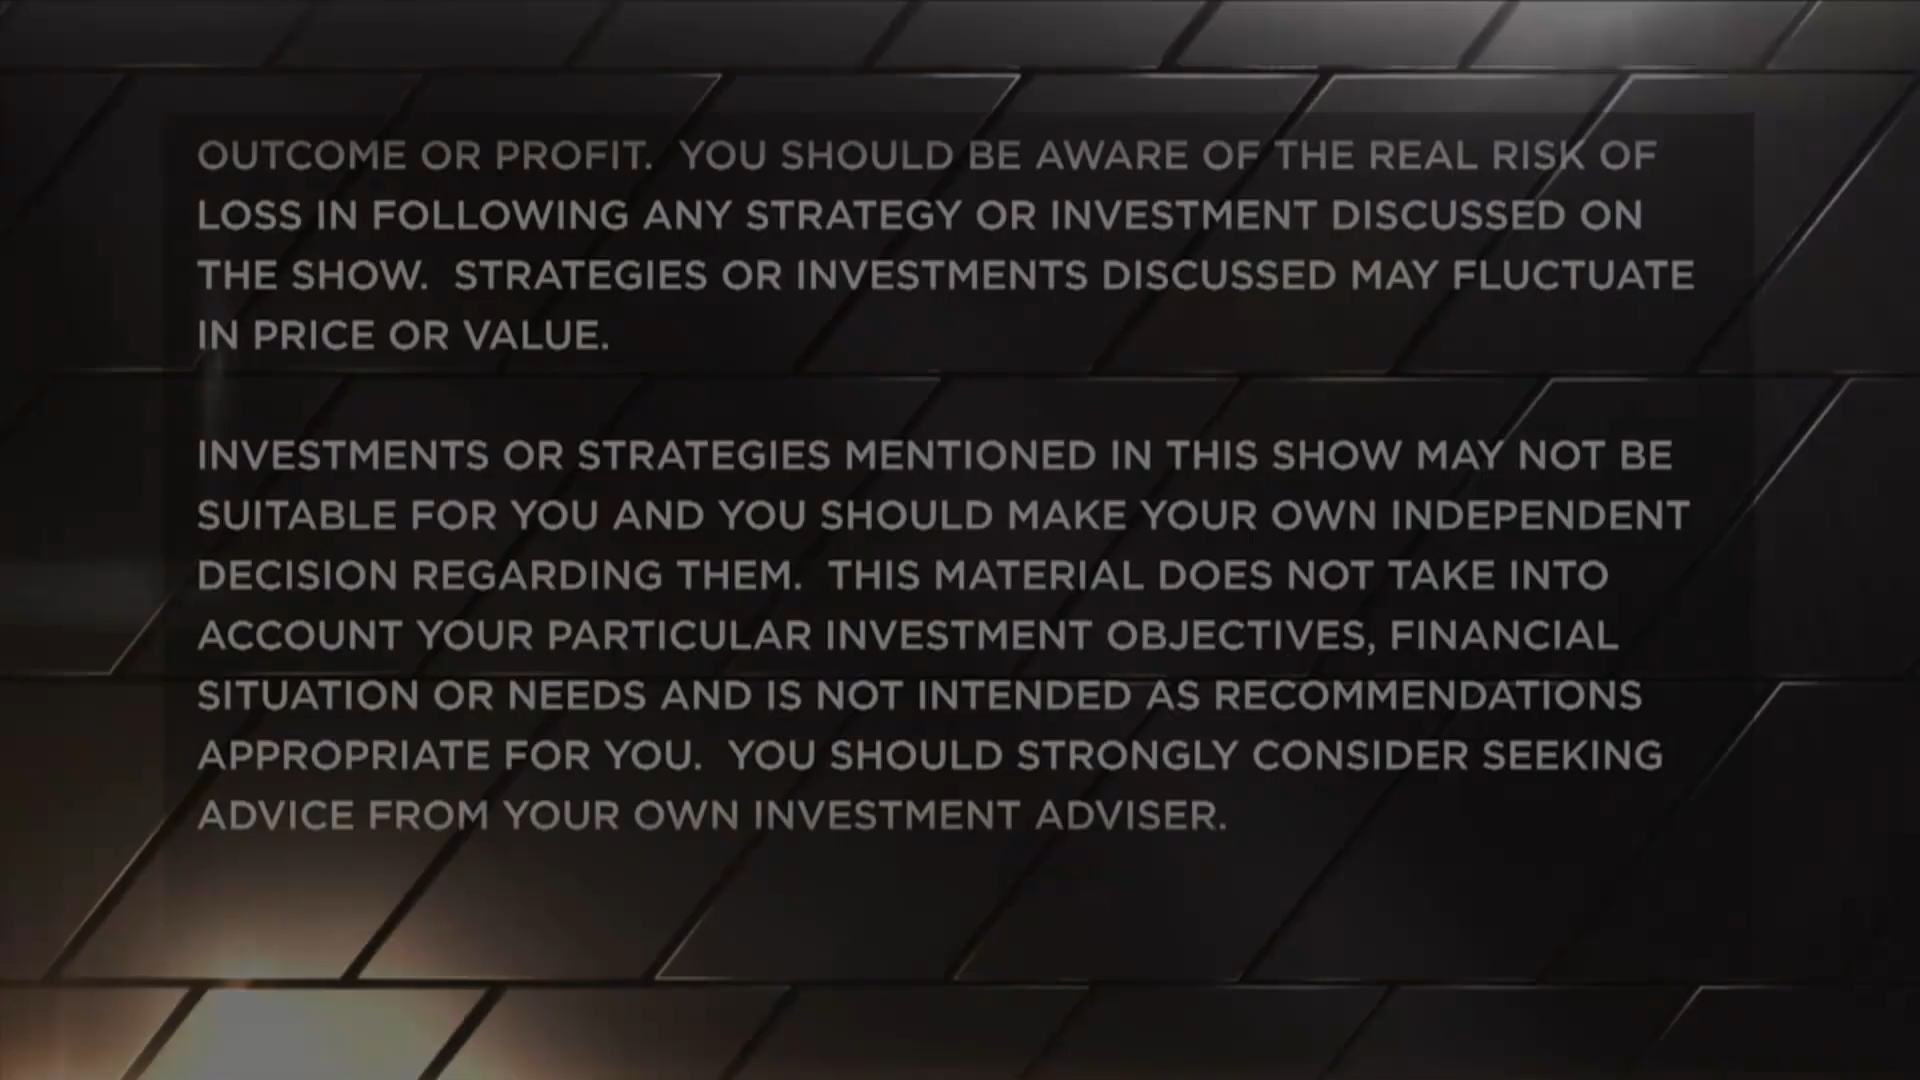 OUTCOME OR PROFIT.  YOU SHOULD BE AWARE OF THE REAL RISK OF
LOSS IN FOLLOWING ANY STRATEGY OR INVESTMENT DISCUSSED ON
THE SHOW.  STRATEGIES OR INVESTMENTS DISCUSSED MAY FLUCTUATE
IN PRICE OR VALUE.
INVESTMENTS OR STRATEGIES MENTIONED IN THIS SHOW MAY NOT BE
SUITABLE FOR YOU AND YOU SHOULD MAKE YOUR OWN INDEPENDENT
DECISION REGARDING THEM.  THIS MATERIAL DOES NOT TAKE INTO
ACCOUNT YOUR PARTICULAR INVESTMENT OBJECTIVES, FINANCIAL
SITUATION OR NEEDS AND IS NOT INTENDED AS RECOMMENDATIONS
APPROPRIATE FOR YOU.  YOU SHOULD STRONGLY CONSIDER SEEKING
ADVICE FROM YOUR OWN INVESTMENT ADVISER.